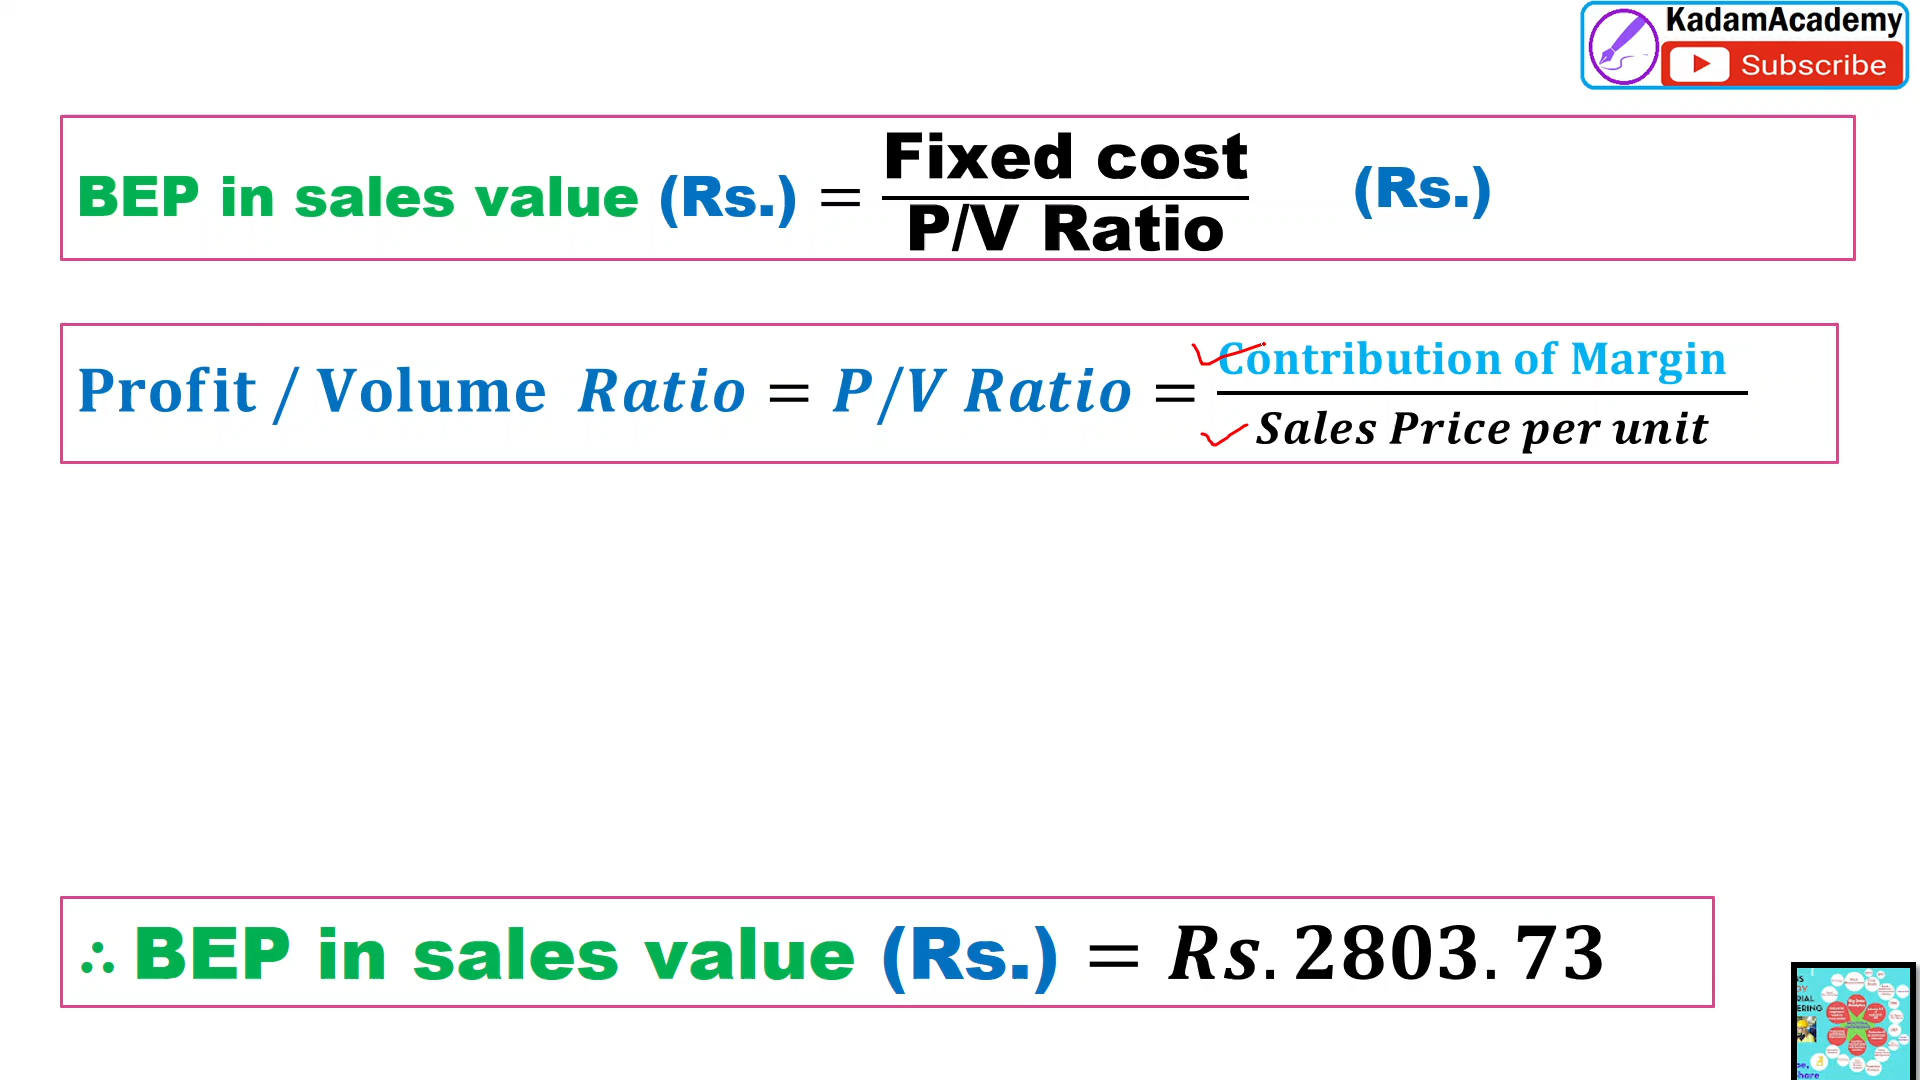 KadamAcademy
Subscribe
BEP in sales value (Rs.) = Fixed cost / P/V Ratio (Rs.)
Profit / Volume Ratio = P/V Ratio = Contribution of Margin / Sales Price per unit
∴ BEP in sales value (Rs.) = Rs. 2803.73